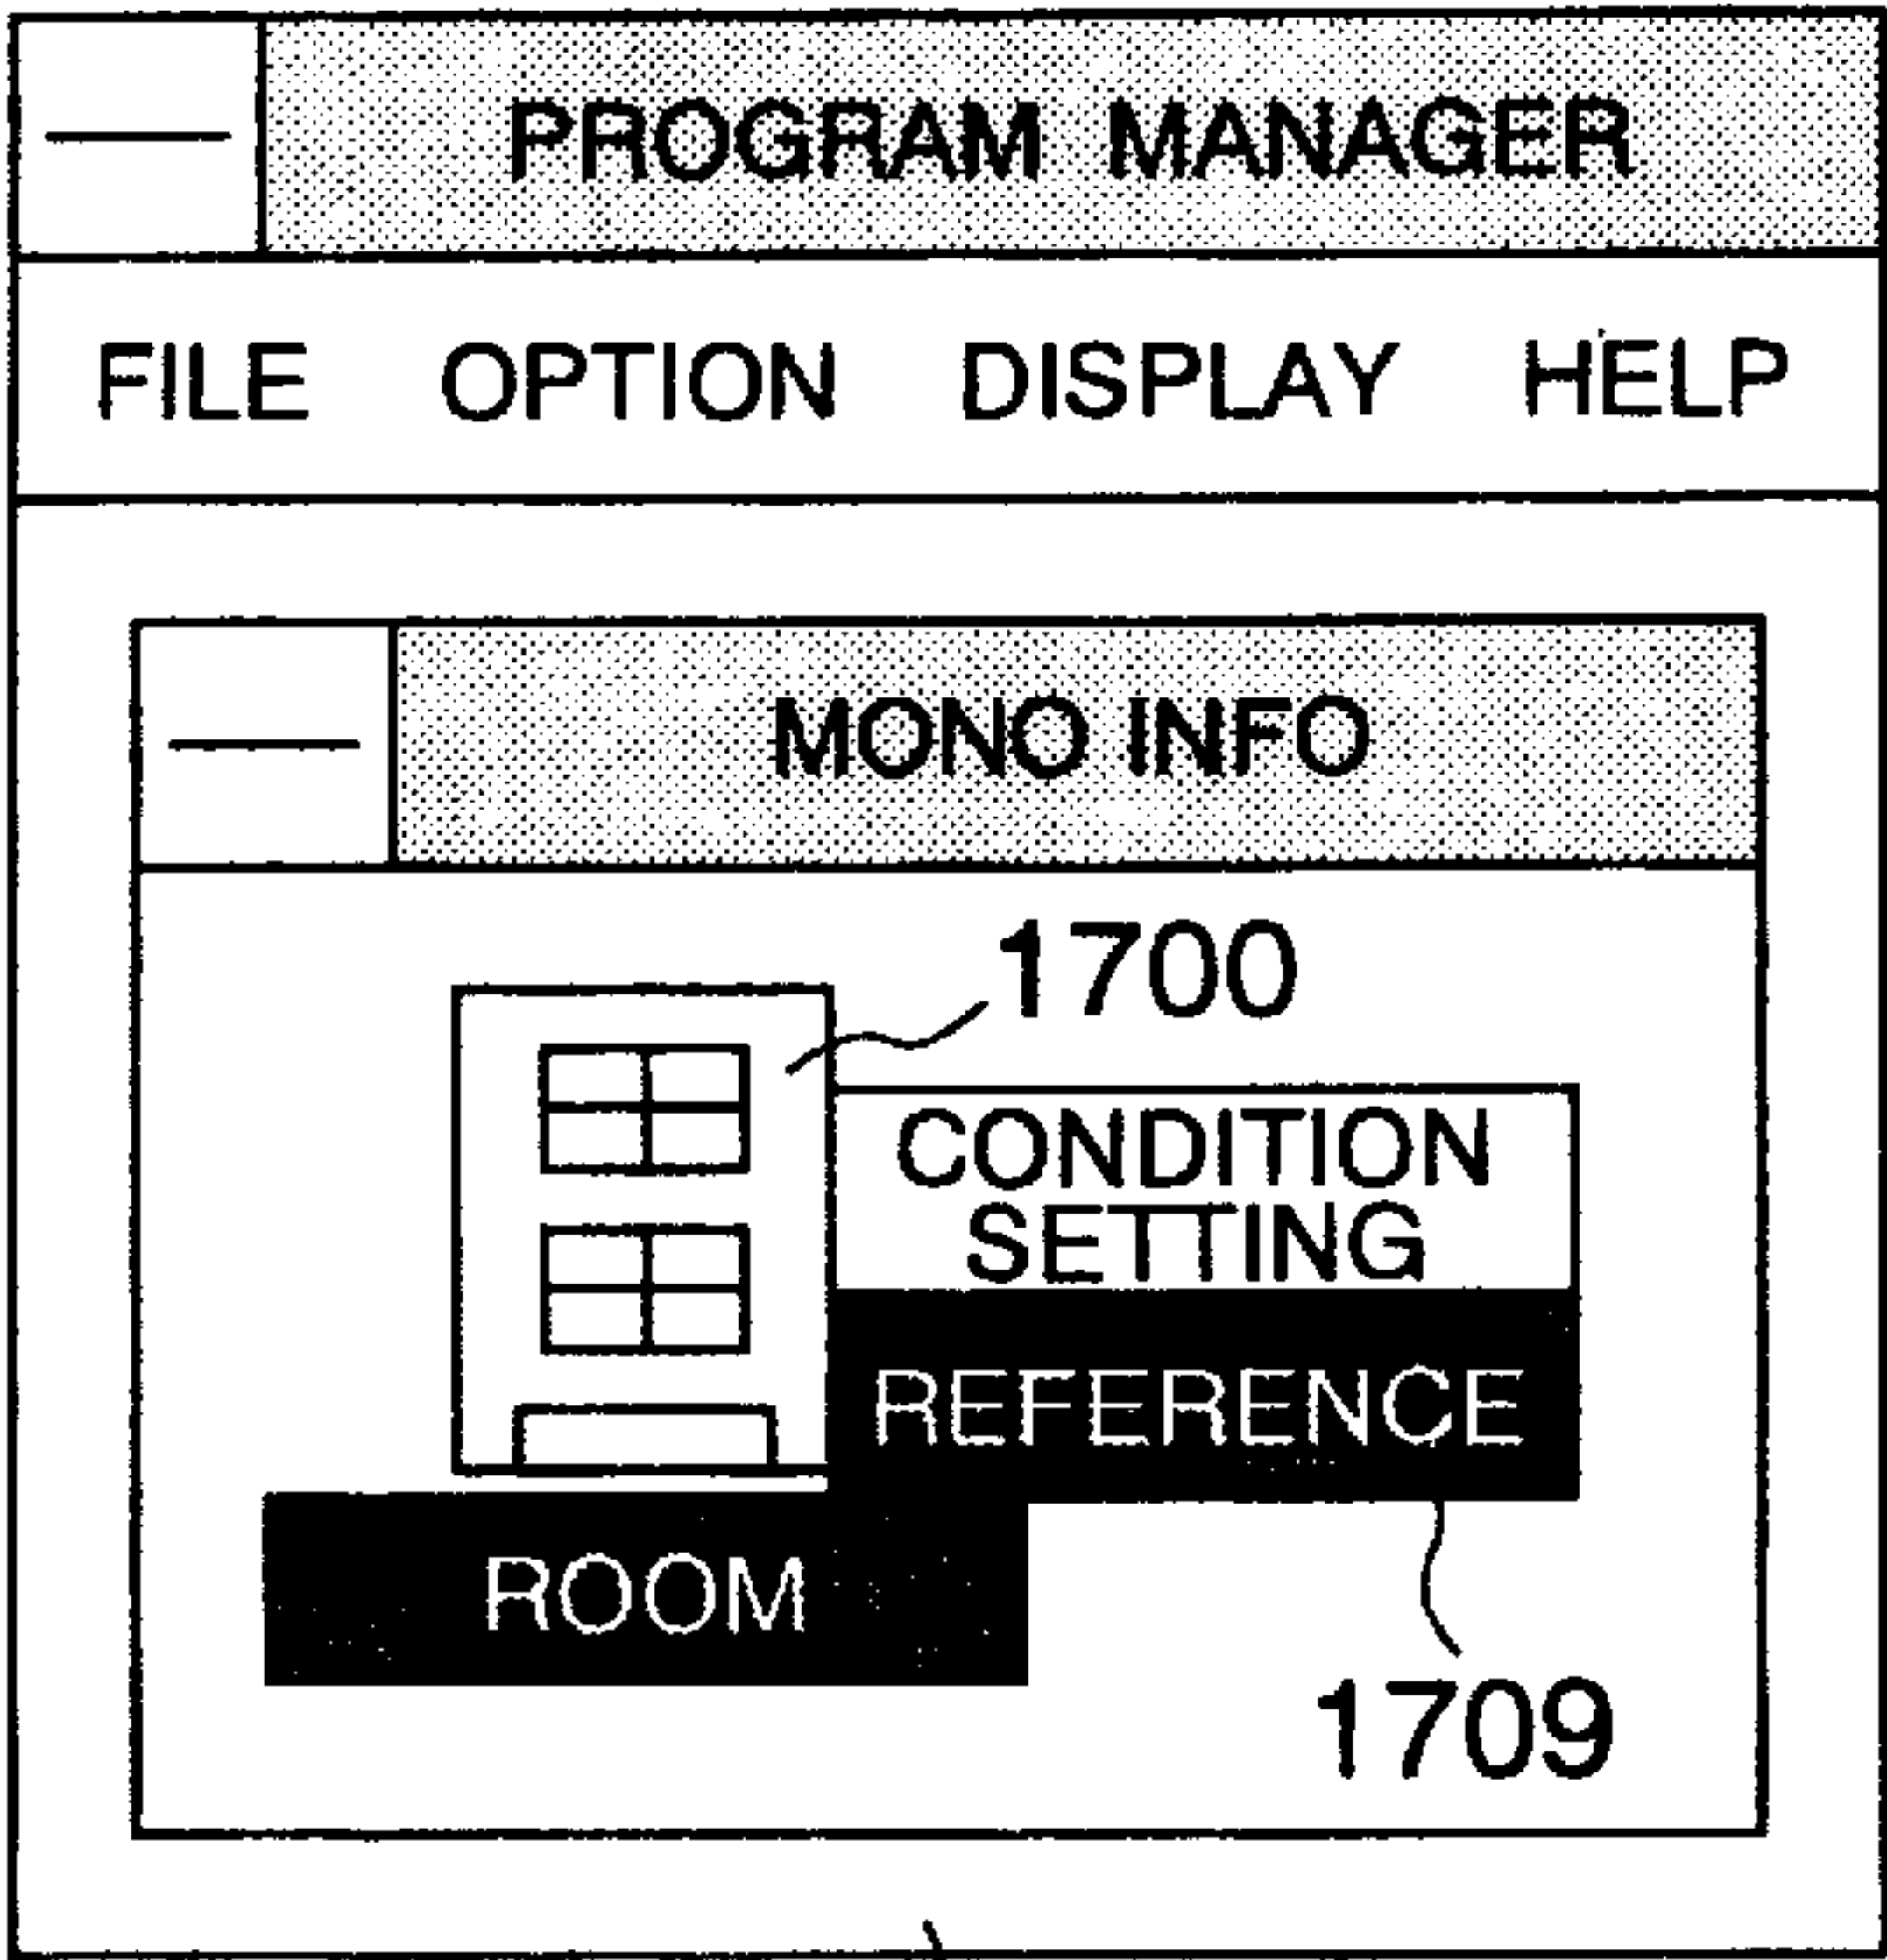 PROGRAM MANAGER
FILE OPTION DISPLAY HELP
MONO INFO
1700
CONDITION
SETTING
REFERENCE
ROOM
1709